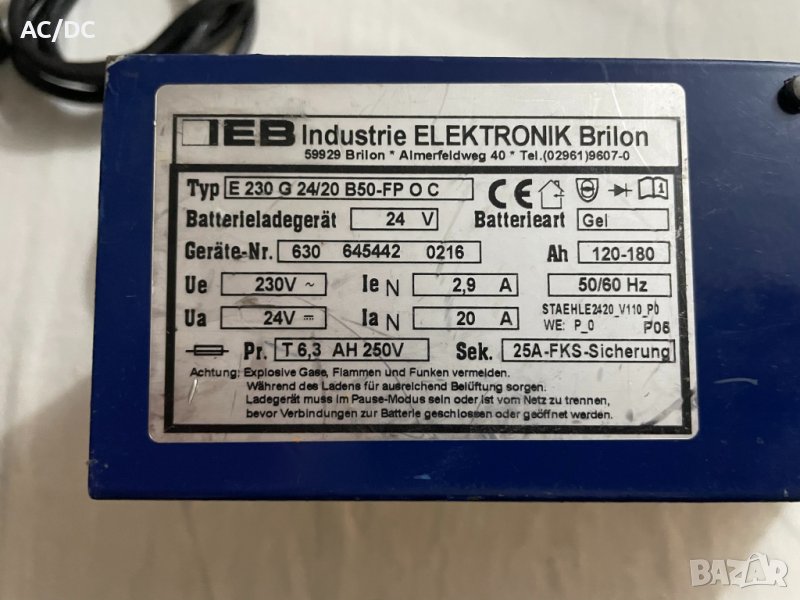 AC/DC
IEB Industrie ELEKTRONIK Brilon
59929 Brilon * Almerfeldweg 40 * Tel.(02961)9607-0
Typ E 230 G 24/20 B50-FP O C CE
Batterieladegerät 24 V Batterieart Gel
Geräte-Nr. 630 645442 0216 Ah 120-180
Ue 230V ~ Ie N 2,9 A 50/60 Hz
Ua 24V Ia N 20 A STAEHLE2420_V110_P0
WE: P_0 P06
Pr. T 6,3 AH 250V Sek. 25A-FKS-Sicherung
Achtung: Explosive Gase, Flammen und Funken vermeiden.
Während des Ladens für ausreichend Belüftung sorgen.
Ladegerät muss im Pause-Modus sein oder ist vom Netz zu trennen,
bevor Verbindungen zur Batterie geschlossen oder geöffnet werden.
BAZAR